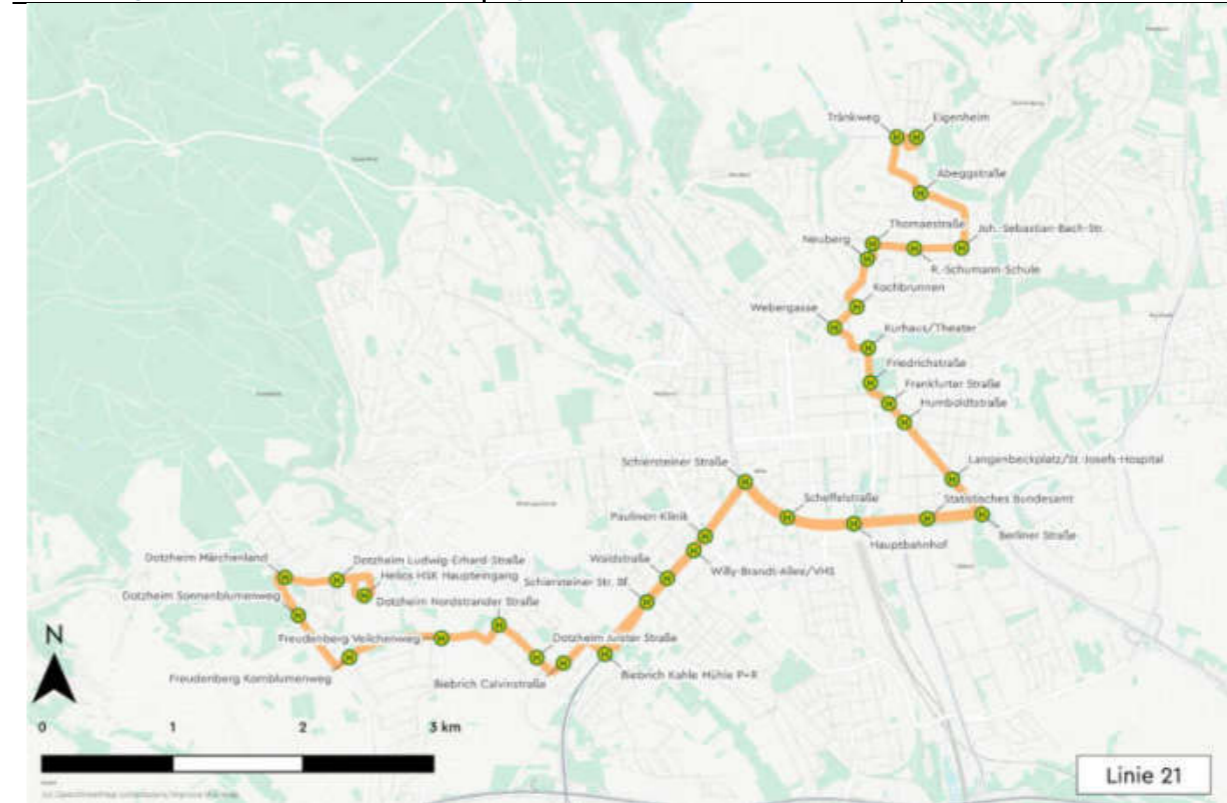 Tränkweg
Eigenheim
Abeggstraße
Thomaestraße
Joh.-Sebastian-Bach-Str.
Neuberg
R.-Schumann-Schule
Kochbrunnen
Webergasse
Kurhaus/Theater
Friedrichstraße
Frankfurter Straße
Humboldtstraße
Langenbeckplatz/St. Josefs-Hospital
Schiersteiner Straße
Scheffelstraße
Statistisches Bundesamt
Paulinen Klinik
Berliner Straße
Hauptbahnhof
Dotzheim Märchenland
Dotzheim Ludwig-Erhard-Straße
Waldstraße
Willy-Brandt-Allee/VHS
Helios HSK Haupteingang
Schiersteiner Str. Bf
Dotzheim Sonnenblumenweg
Dotzheim Nordstrander Straße
Freudenberg Veilchenweg
Dotzheim Juister Straße
N
Freudenberg Kornblumenweg
Biebrich Calvinstraße
Biebrich Kahle Mühle P+R
0 1 2 3 km
Linie 21